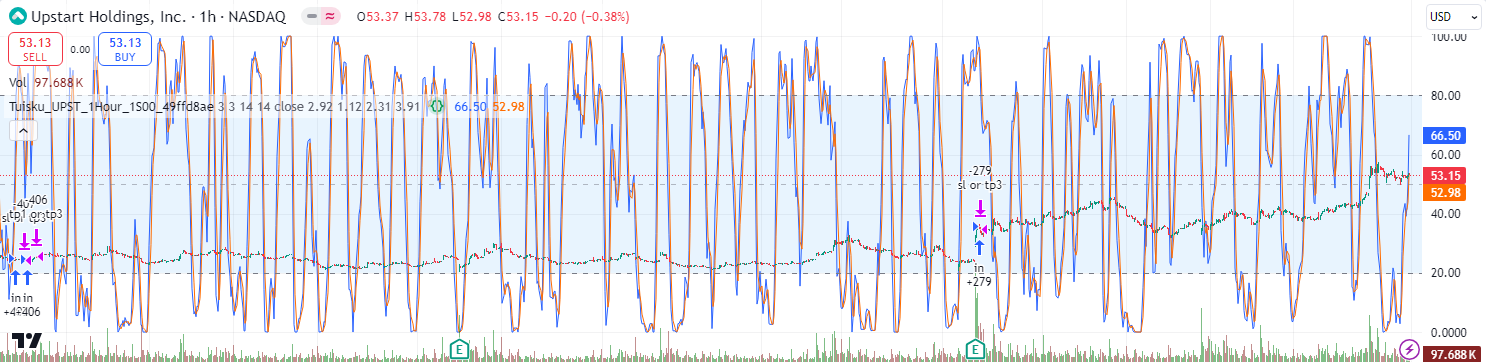 Upstart Holdings, Inc. · 1h · NASDAQ O53.37 H53.78 L52.98 C53.15 −0.20 (−0.38%)
USD
53.13 SELL
0.00
53.13 BUY
Vol 97.688 K
Tuisku_UPST_1Hour_1S00_49ffd8ae 3 3 14 14 close 2.92 1.12 2.31 3.91 66.50 52.98
100.00
80.00
66.50
60.00
53.15
52.98
40.00
20.00
0.0000
97.688 K
-279
sl or tp3
in
+279
406
or tp3
in in
E
E